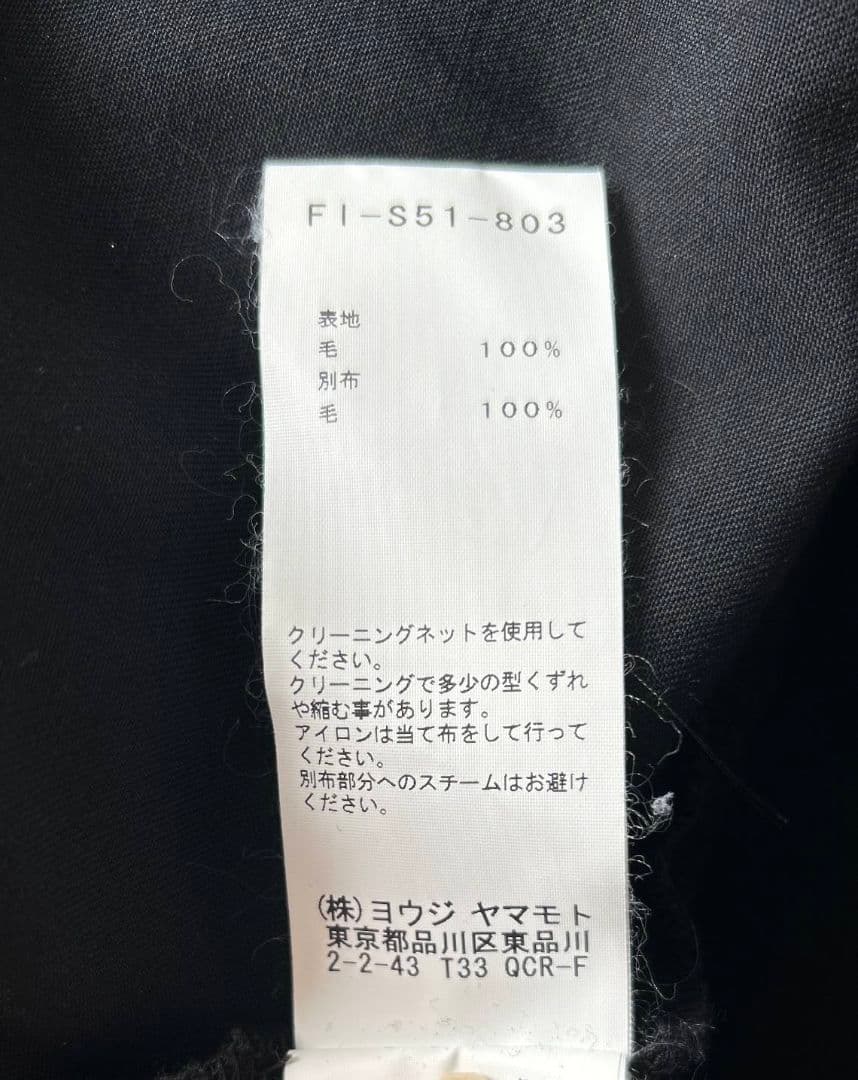 FI-S51-803
表地
毛 100%
別布
毛 100%
クリーニングネットを使用して
ください。
クリーニングで多少の型くずれ
や縮む事があります。
アイロンは当て布をして行って
ください。
別布部分へのスチームはお避け
ください。
(株)ヨウジ ヤマモト
東京都品川区東品川
2-2-43 T33 QCR-F